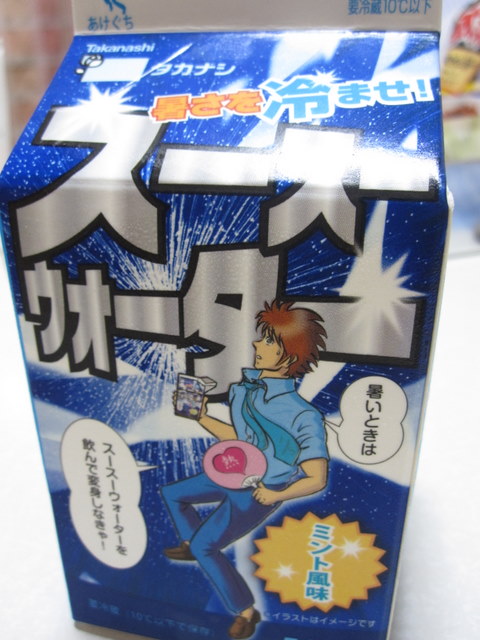 あけぐち
要冷蔵10℃以下
Takanashi
タカナシ
暑さを冷ませ!
スースー
ウォーター
暑いときは
スースーウォーターを
飲んで変身しなきゃ!
熱
ミント風味
・イラストはイメージです